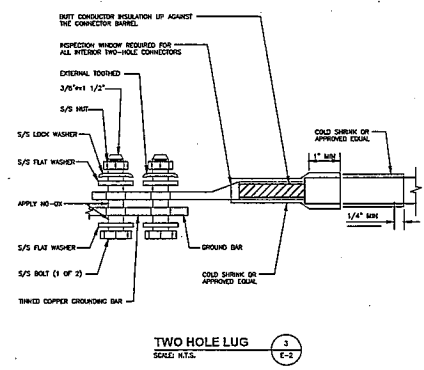 BUTT CONDUCTOR INSULATION UP AGAINST
THE CONNECTOR BARREL
INSPECTION WINDOW REQUIRED FOR
ALL INTERIOR TWO-HOLE CONNECTORS
EXTERNAL TOOTHED
3/8"øx1 1/2"
S/S NUT
S/S LOCK WASHER
S/S FLAT WASHER
APPLY NO-OX
S/S FLAT WASHER
S/S BOLT (1 OF 2)
TINNED COPPER GROUNDING BAR
GROUND BAR
COLD SHRINK OR
APPROVED EQUAL
1" MIN
COLD SHRINK OR
APPROVED EQUAL
1/4" MIN
TWO HOLE LUG
SCALE: N.T.S.
3
E-2